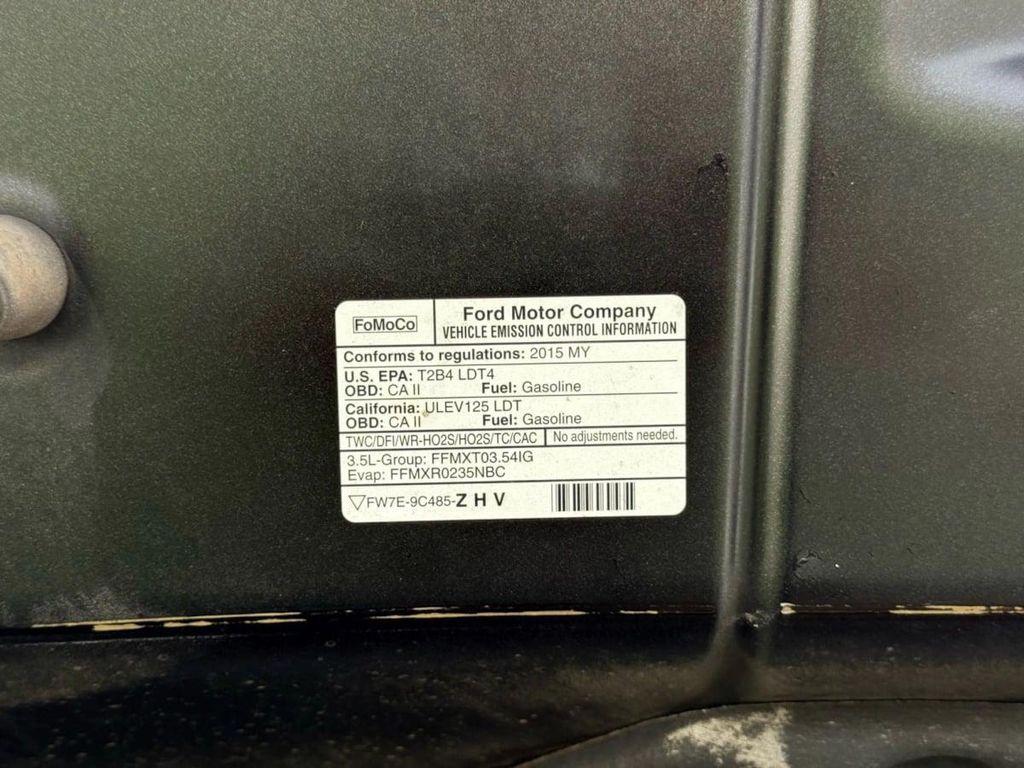 FoMoCo
Ford Motor Company
VEHICLE EMISSION CONTROL INFORMATION
Conforms to regulations: 2015 MY
U.S. EPA: T2B4 LDT4
OBD: CA II Fuel: Gasoline
California: ULEV125 LDT
OBD: CA II Fuel: Gasoline
TWC/DFI/WR-HO2S/HO2S/TC/CAC No adjustments needed.
3.5L-Group: FFMXT03.54IG
Evap: FFMXR0235NBC
▽FW7E-9C485-Z H V